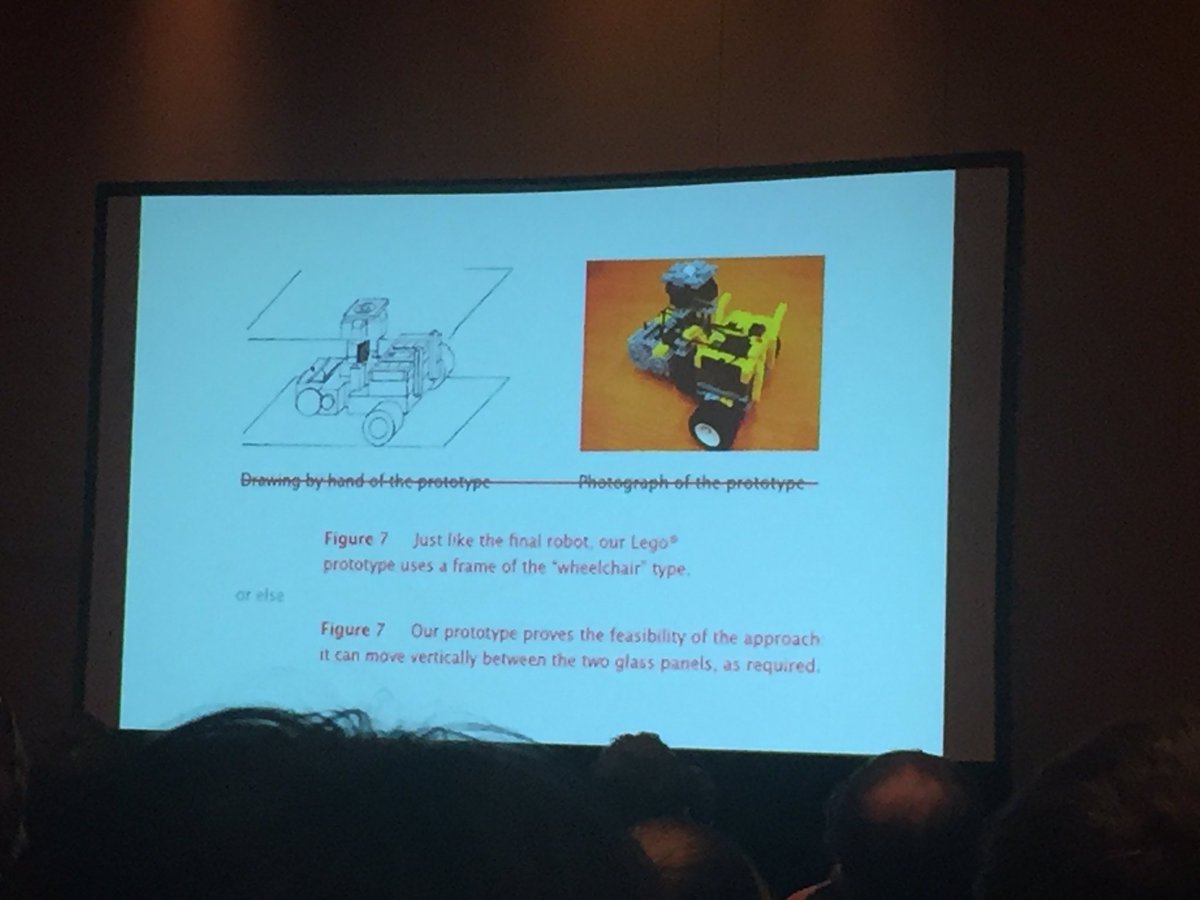 Drawing by hand of the prototype Photograph of the prototype
Figure 7 Just like the final robot, our Lego®
prototype uses a frame of the "wheelchair" type.
or else
Figure 7 Our prototype proves the feasibility of the approach
it can move vertically between the two glass panels, as required.